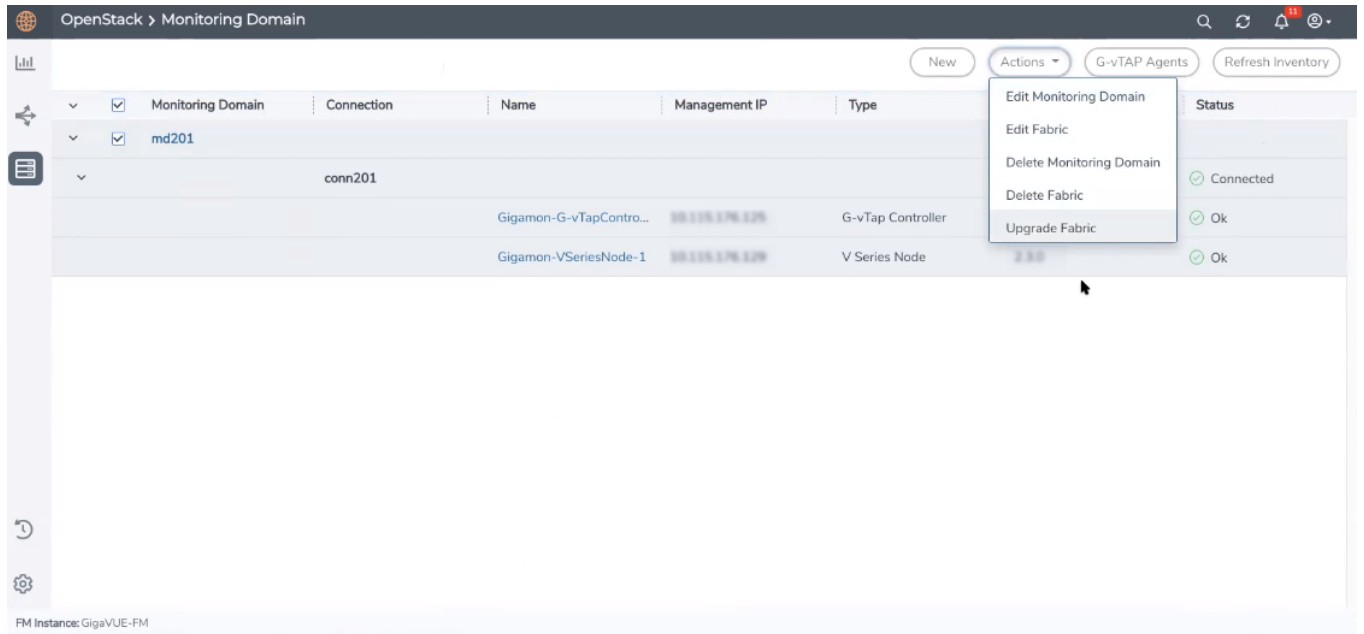 OpenStack > Monitoring Domain
11
New
Actions
G-vTAP Agents
Refresh Inventory
Monitoring Domain
Connection
Name
Management IP
Type
Status
Edit Monitoring Domain
Edit Fabric
Delete Monitoring Domain
Delete Fabric
Upgrade Fabric
md201
conn201
Connected
Gigamon-G-vTapContro...
G-vTap Controller
Ok
Gigamon-VSeriesNode-1
V Series Node
Ok
FM Instance: GigaVUE-FM